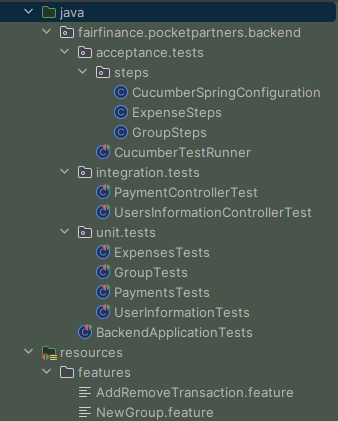 java
fairfinance.pocketpartners.backend
acceptance.tests
steps
CucumberSpringConfiguration
ExpenseSteps
GroupSteps
CucumberTestRunner
integration.tests
PaymentControllerTest
UsersInformationControllerTest
unit.tests
ExpensesTests
GroupTests
PaymentsTests
UserInformationTests
BackendApplicationTests
resources
features
AddRemoveTransaction.feature
NewGroup.feature